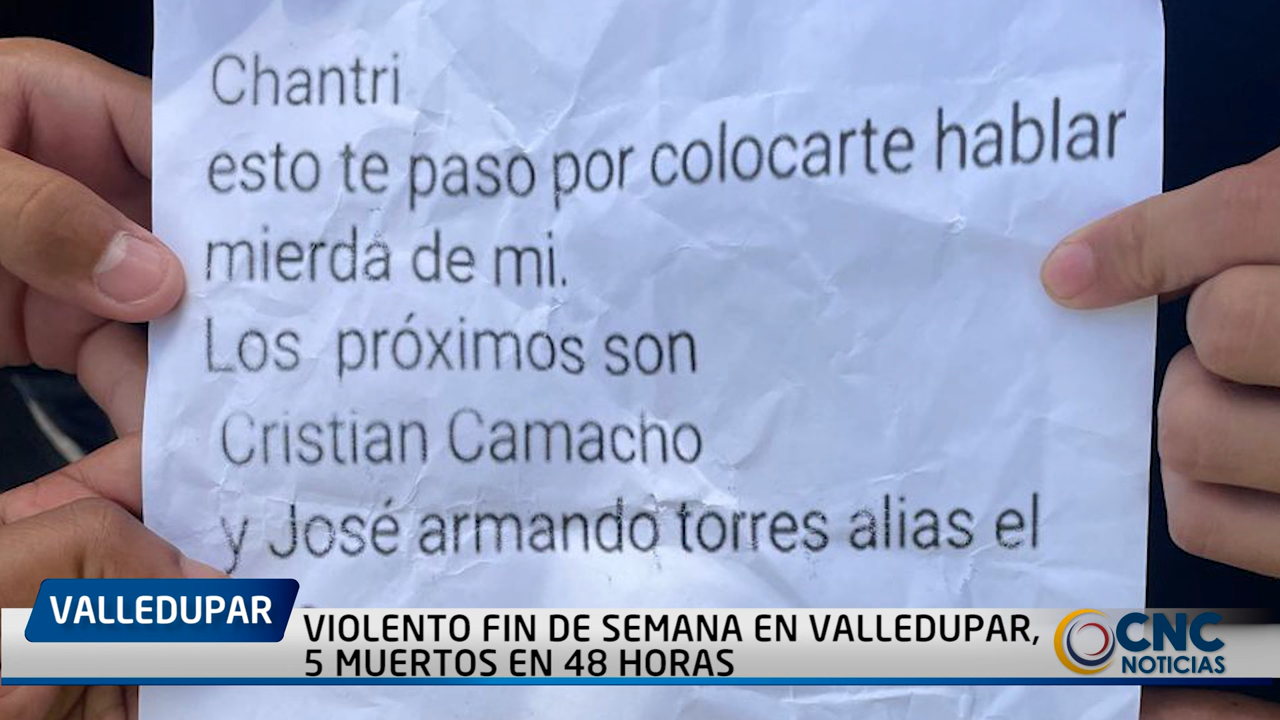 Chantri
esto te paso por colocarte hablar
mierda de mi.
Los próximos son
Cristian Camacho
y José armando torres alias el
VALLEDUPAR
VIOLENTO FIN DE SEMANA EN VALLEDUPAR,
5 MUERTOS EN 48 HORAS
CNC
NOTICIAS